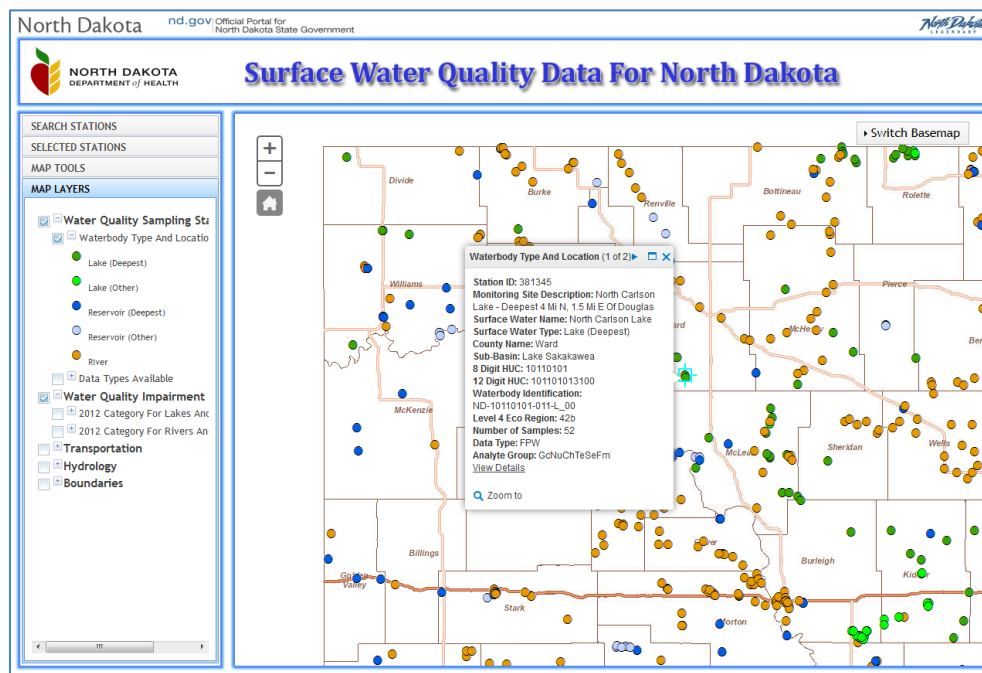 North Dakota
nd.gov
Official Portal for
North Dakota State Government
North Dakota
LEGENDARY
NORTH DAKOTA
DEPARTMENT of HEALTH
Surface Water Quality Data For North Dakota
SEARCH STATIONS
SELECTED STATIONS
MAP TOOLS
MAP LAYERS
Water Quality Sampling Sta
Waterbody Type And Locatio
Lake (Deepest)
Lake (Other)
Reservoir (Deepest)
Reservoir (Other)
River
Data Types Available
Water Quality Impairment
2012 Category For Lakes And
2012 Category For Rivers An
Transportation
Hydrology
Boundaries
+
−
Switch Basemap
Divide
Burke
Renville
Bottineau
Rolette
Williams
Pierce
McHenry
ard
Ber
McKenzie
McLean
Sheridan
Wells
Billings
Golden
Valley
Stark
Morton
Burleigh
Kidder
Waterbody Type And Location (1 of 2)
Station ID: 381345
Monitoring Site Description: North Carlson
Lake - Deepest 4 Mi N, 1.5 Mi E Of Douglas
Surface Water Name: North Carlson Lake
Surface Water Type: Lake (Deepest)
County Name: Ward
Sub-Basin: Lake Sakakawea
8 Digit HUC: 10110101
12 Digit HUC: 101101013100
Waterbody Identification:
ND-10110101-011-L_00
Level 4 Eco Region: 42b
Number of Samples: 52
Data Type: FPW
Analyte Group: GcNuChTeSeFm
View Details
Zoom to